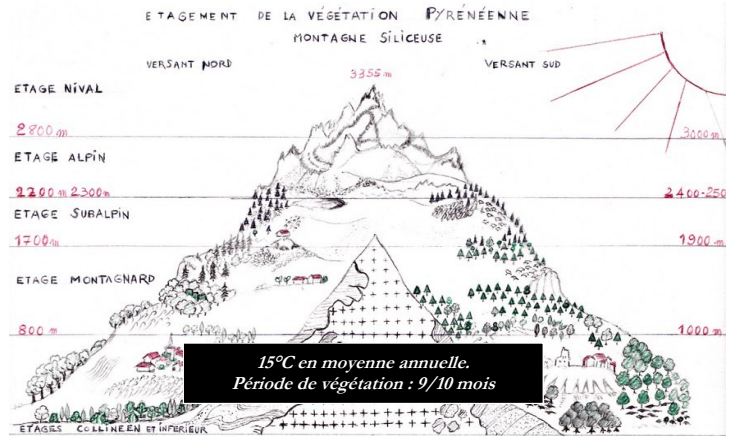 ETAGEMENT DE LA VÉGÉTATION PYRÉNÉENNE
MONTAGNE SILICEUSE
VERSANT NORD
VERSANT SUD
3355 m
ETAGE NIVAL
2800 m
3000 m
ETAGE ALPIN
2200 m 2300m
2400-250
ETAGE SUBALPIN
1700m
1900 m
ETAGE MONTAGNARD
800 m
1000 m
15°C en moyenne annuelle.
Période de végétation : 9/10 mois
ETAGES COLLINEEN ET INFERIEUR